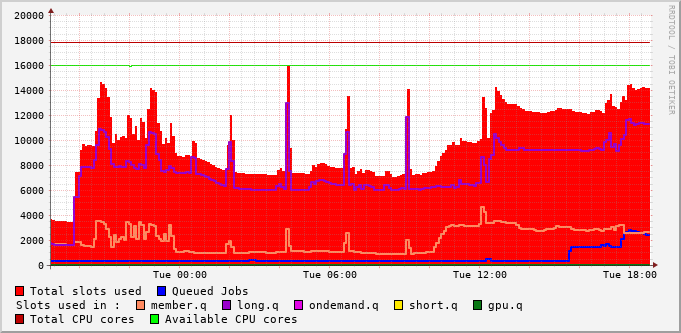 20000
18000
16000
14000
12000
10000
8000
6000
4000
2000
0
Tue 00:00 Tue 06:00 Tue 12:00 Tue 18:00
RRDTOOL / TOBI OETIKER
Total slots used Queued Jobs
Slots used in : member.q long.q ondemand.q short.q gpu.q
Total CPU cores Available CPU cores